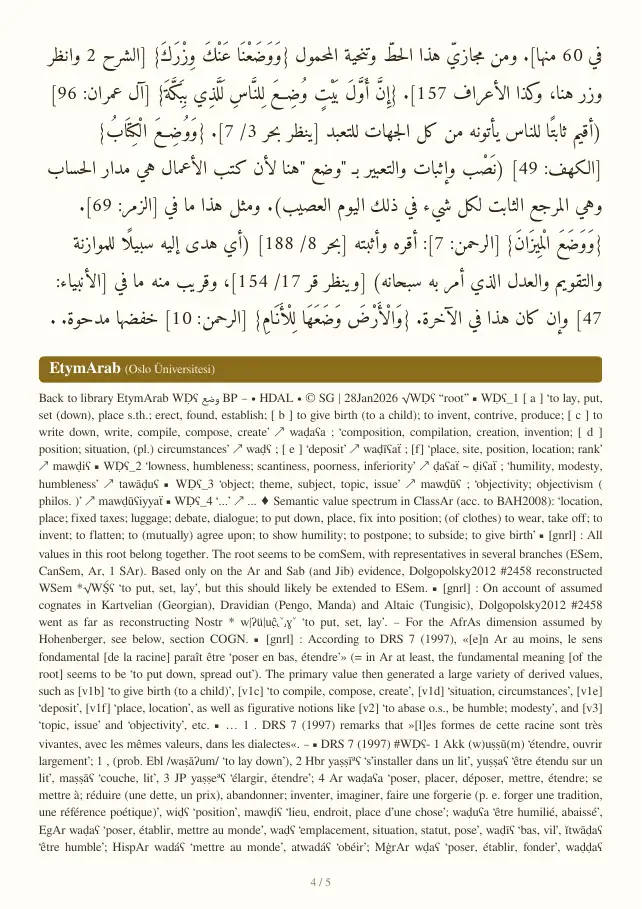 في 60 منها]. ومن مجازيّ هذا الحطّ وتنحية المحمول {وَوَضَعْنَا عَنْكَ وِزْرَكَ} [الشرح 2 وانظر
وزر هنا، وكذا الأعراف 157]. {إِنَّ أَوَّلَ بَيْتٍ وُضِعَ لِلنَّاسِ لَلَّذِي بِبَكَّةَ} [آل عمران: 96]
(أقيم ثابتًا للناس يأتونه من كل الجهات للتعبد [ينظر بحر 3/ 7]. {وَوُضِعَ الْكِتَابُ}
[الكهف: 49] (نَصْب وإثبات والتعبير بـ "وضع "هنا لأن كتب الأعمال هي مدار الحساب
وهي المرجع الثابت لكل شيء في ذلك اليوم العصيب). ومثل هذا ما في [الزمر: 69].
{وَوَضَعَ الْمِيزَانَ} [الرحمن: 7]: أقره وأثبته [بحر 8/ 188] (أي هدى إليه سبيلًا للموازنة
والتقويم والعدل الذي أمر به سبحانه) [وينظر قر 17/ 154]، وقريب منه ما في [الأنبياء:
47] وإن كان هذا في الآخرة. {وَالْأَرْضَ وَضَعَهَا لِلْأَنَامِ} [الرحمن: 10] خفضها مدحوة. .
EtymArab (Oslo Üniversitesi)
Back to library EtymArab WḌʕ وضع BP – • HDAL • © SG | 28Jan2026 √WḌʕ “root” ▪ WḌʕ_1 [ a ] ‘to lay, put,
set (down), place s.th.; erect, found, establish; [ b ] to give birth (to a child); to invent, contrive, produce; [ c ] to
write down, write, compile, compose, create’ ↗ waḍaʕa ; ‘composition, compilation, creation, invention; [ d ]
position; situation, (pl.) circumstances’ ↗ waḍʕ ; [ e ] ‘deposit’ ↗ waḍīʕaẗ ; [f] ‘place, site, position, location; rank’
↗ mawḍiʕ ▪ WḌʕ_2 ‘lowness, humbleness; scantiness, poorness, inferiority’ ↗ ḍaʕaẗ ~ ḍiʕaẗ ; ‘humility, modesty,
humbleness’ ↗ tawāḍuʕ ▪ WḌʕ_3 ‘object; theme, subject, topic, issue’ ↗ mawḍūʕ ; ‘objectivity; objectivism (
philos. )’ ↗ mawḍūʕiyyaẗ ▪ WḌʕ_4 ‘...’ ↗ ... ♦ Semantic value spectrum in ClassAr (acc. to BAH2008): ‘location,
place; fixed taxes; luggage; debate, dialogue; to put down, place, fix into position; (of clothes) to wear, take off; to
invent; to flatten; to (mutually) agree upon; to show humility; to postpone; to subside; to give birth’ ▪ [gnrl] : All
values in this root belong together. The root seems to be comSem, with representatives in several branches (ESem,
CanSem, Ar, 1 SAr). Based only on the Ar and Sab (and Jib) evidence, Dolgopolsky2012 #2458 reconstructed
WSem *√WṢ́ʕ ‘to put, set, lay’, but this should likely be extended to ESem. ▪ [gnrl] : On account of assumed
cognates in Kartvelian (Georgian), Dravidian (Pengo, Manda) and Altaic (Tungisic), Dolgopolsky2012 #2458
went as far as reconstructing Nostr ‘to put, set, lay’. – For the AfrAs dimension assumed by
Hohenberger, see below, section COGN. ▪ [gnrl] : According to DRS 7 (1997), «[e]n Ar au moins, le sens
fondamental [de la racine] paraît être ‘poser en bas, étendre’» (= in Ar at least, the fundamental meaning [of the
root] seems to be ‘to put down, spread out’). The primary value then generated a large variety of derived values,
such as [v1b] ‘to give birth (to a child)’, [v1c] ‘to compile, compose, create’, [v1d] ‘situation, circumstances’, [v1e]
‘deposit’, [v1f] ‘place, location’, as well as figurative notions like [v2] ‘to abase o.s., be humble; modesty’, and [v3]
‘topic, issue’ and ‘objectivity’, etc. ▪ … 1 . DRS 7 (1997) remarks that »[l]es formes de cette racine sont très
vivantes, avec les mêmes valeurs, dans les dialectes«. – ▪ DRS 7 (1997) #WḌʕ- 1 Akk (w)uṣṣû(m) ‘étendre, ouvrir
largement’; 1 , (prob. Ebl /waṣāʔum/ ‘to lay down’), 2 Hbr yaṣṣīᵃʕ ‘s’installer dans un lit’, yuṣṣaʕ ‘être étendu sur un
lit’, maṣṣāʕ ‘couche, lit’, 3 JP yaṣṣeᵃʕ ‘élargir, étendre’; 4 Ar waḍaʕa ‘poser, placer, déposer, mettre, étendre; se
mettre à; réduire (une dette, un prix), abandonner; inventer, imaginer, faire une forgerie (p. e. forger une tradition,
une référence poétique)’, wiḍʕ ‘position’, mawḍiʕ ‘lieu, endroit, place d’une chose’; waḍuʕa ‘être humilié, abaissé’,
EgAr waḍaʕ ‘poser, établir, mettre au monde’, waḍʕ ‘emplacement, situation, statut, pose’, waḍīʕ ‘bas, vil’, ïtwāḍaʕ
‘être humble’; HispAr wadáʕ ‘mettre au monde’, atwadáʕ ‘obéir’; MġrAr wḍaʕ ‘poser, établir, fonder’, waḍḍaʕ
4 / 5